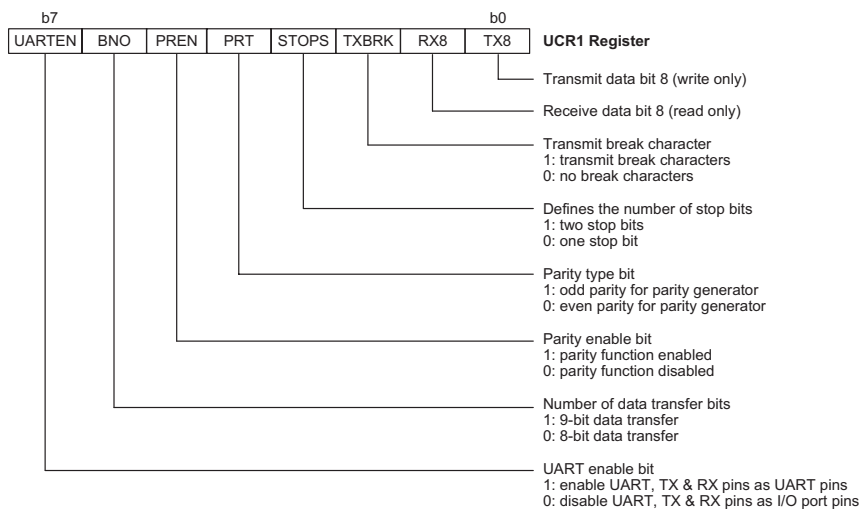 b7 b0
UARTEN BNO PREN PRT STOPS TXBRK RX8 TX8 UCR1 Register
Transmit data bit 8 (write only)
Receive data bit 8 (read only)
Transmit break character
1: transmit break characters
0: no break characters
Defines the number of stop bits
1: two stop bits
0: one stop bit
Parity type bit
1: odd parity for parity generator
0: even parity for parity generator
Parity enable bit
1: parity function enabled
0: parity function disabled
Number of data transfer bits
1: 9-bit data transfer
0: 8-bit data transfer
UART enable bit
1: enable UART, TX & RX pins as UART pins
0: disable UART, TX & RX pins as I/O port pins